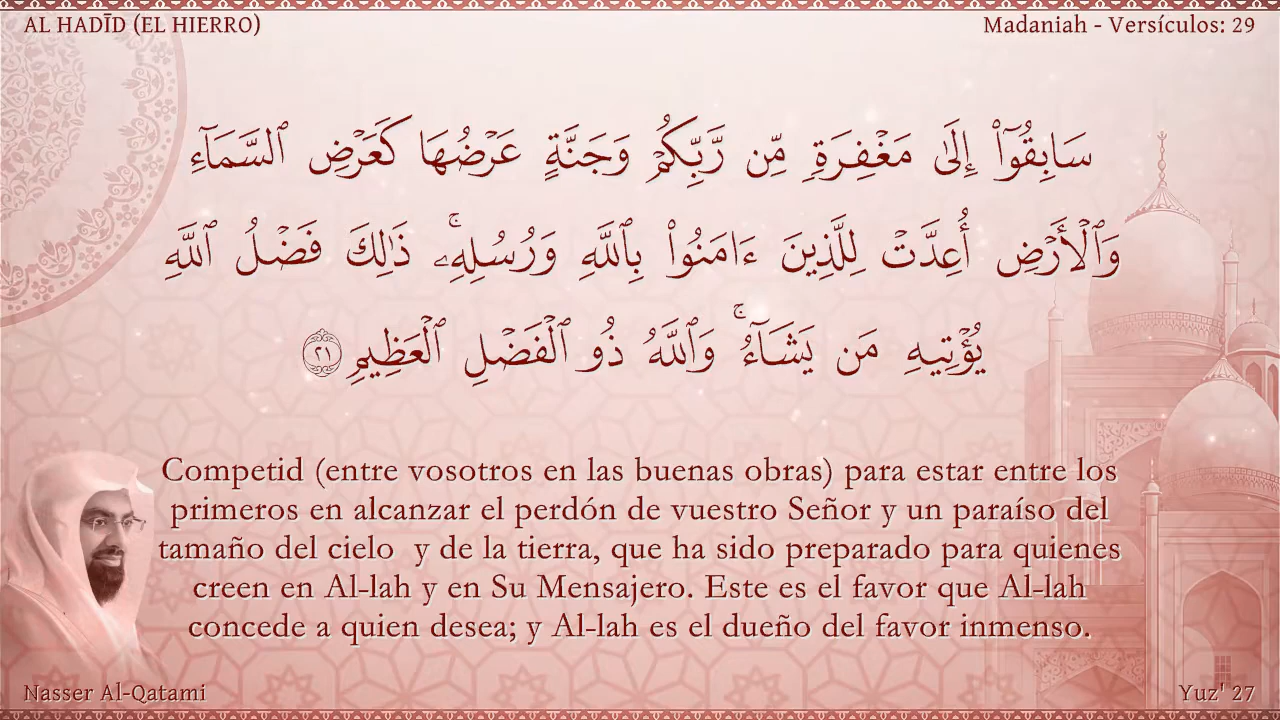 AL HADĪD (EL HIERRO)
Madaniah - Versículos: 29
سَابِقُوٓا۟ إِلَىٰ مَغْفِرَةٍ مِّن رَّبِّكُمْ وَجَنَّةٍ عَرْضُهَا كَعَرْضِ ٱلسَّمَآءِ
وَٱلْأَرْضِ أُعِدَّتْ لِلَّذِينَ ءَامَنُوا۟ بِٱللَّهِ وَرُسُلِهِۦ ۚ ذَٰلِكَ فَضْلُ ٱللَّهِ
يُؤْتِيهِ مَن يَشَآءُ ۚ وَٱللَّهُ ذُو ٱلْفَضْلِ ٱلْعَظِيمِ ٢١
Competid (entre vosotros en las buenas obras) para estar entre los
primeros en alcanzar el perdón de vuestro Señor y un paraíso del
tamaño del cielo  y de la tierra, que ha sido preparado para quienes
creen en Al-lah y en Su Mensajero. Este es el favor que Al-lah
concede a quien desea; y Al-lah es el dueño del favor inmenso.
Nasser Al-Qatami
Yuz' 27